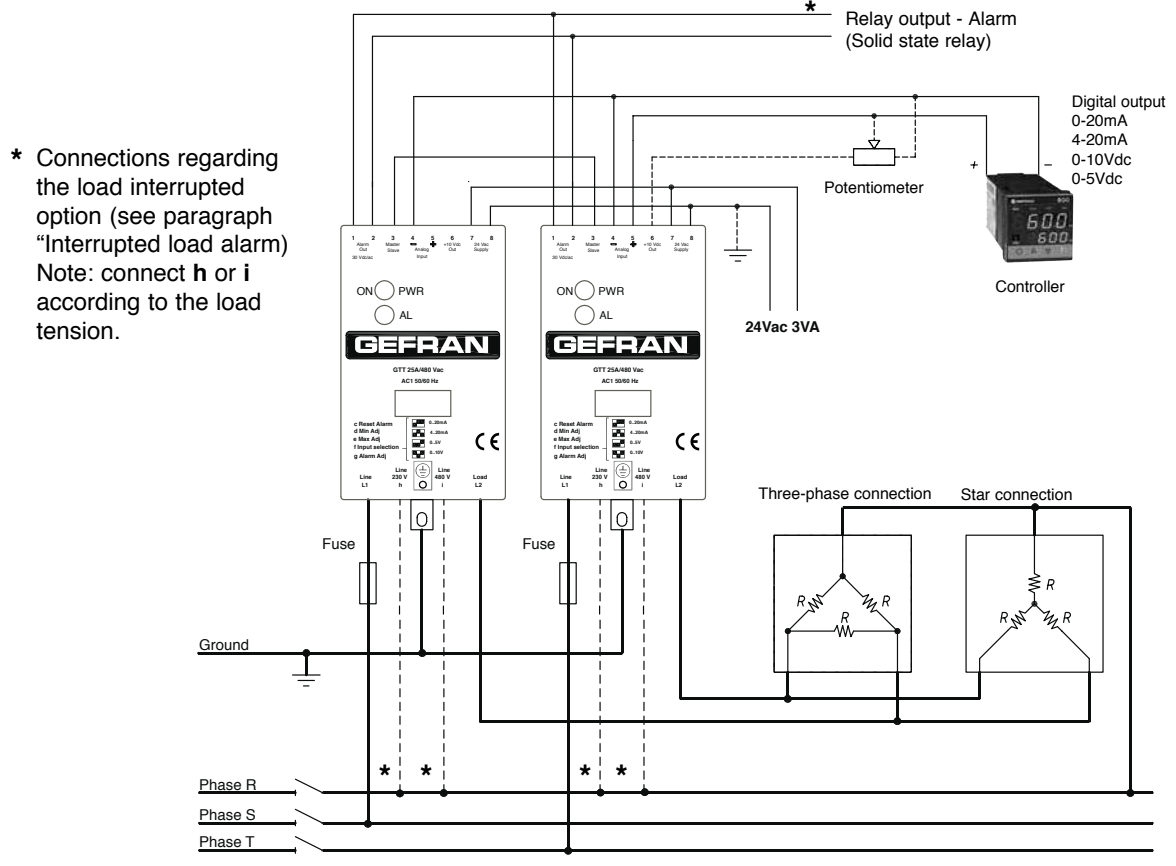 *
Relay output - Alarm
(Solid state relay)
Digital output
0-20mA
4-20mA
0-10Vdc
0-5Vdc
* Connections regarding
the load interrupted
option (see paragraph
“Interrupted load alarm)
Note: connect h or i
according to the load
tension.
+
–
Potentiometer
600
600
Controller
24Vac 3VA
1 2 3 4 5 6 7 8
Alarm Out
30 Vdc/ac
Master Slave
- Analog Input +
+10 Vdc Out
24 Vac Supply
ON PWR
AL
GEFRAN
GTT 25A/480 Vac
AC1 50/60 Hz
c Reset Alarm
d Min Adj
e Max Adj
f Input selection
g Alarm Adj
0..20mA
4..20mA
0..5V
0..10V
CE
Line L1
Line 230 V h
Line 480 V i
Load L2
1 2 3 4 5 6 7 8
Alarm Out
30 Vdc/ac
Master Slave
- Analog Input +
+10 Vdc Out
24 Vac Supply
ON PWR
AL
GEFRAN
GTT 25A/480 Vac
AC1 50/60 Hz
c Reset Alarm
d Min Adj
e Max Adj
f Input selection
g Alarm Adj
0..20mA
4..20mA
0..5V
0..10V
CE
Line L1
Line 230 V h
Line 480 V i
Load L2
Fuse
Fuse
Three-phase connection
Star connection
R
R
R
R
R
R
Ground
* *
* *
Phase R
Phase S
Phase T